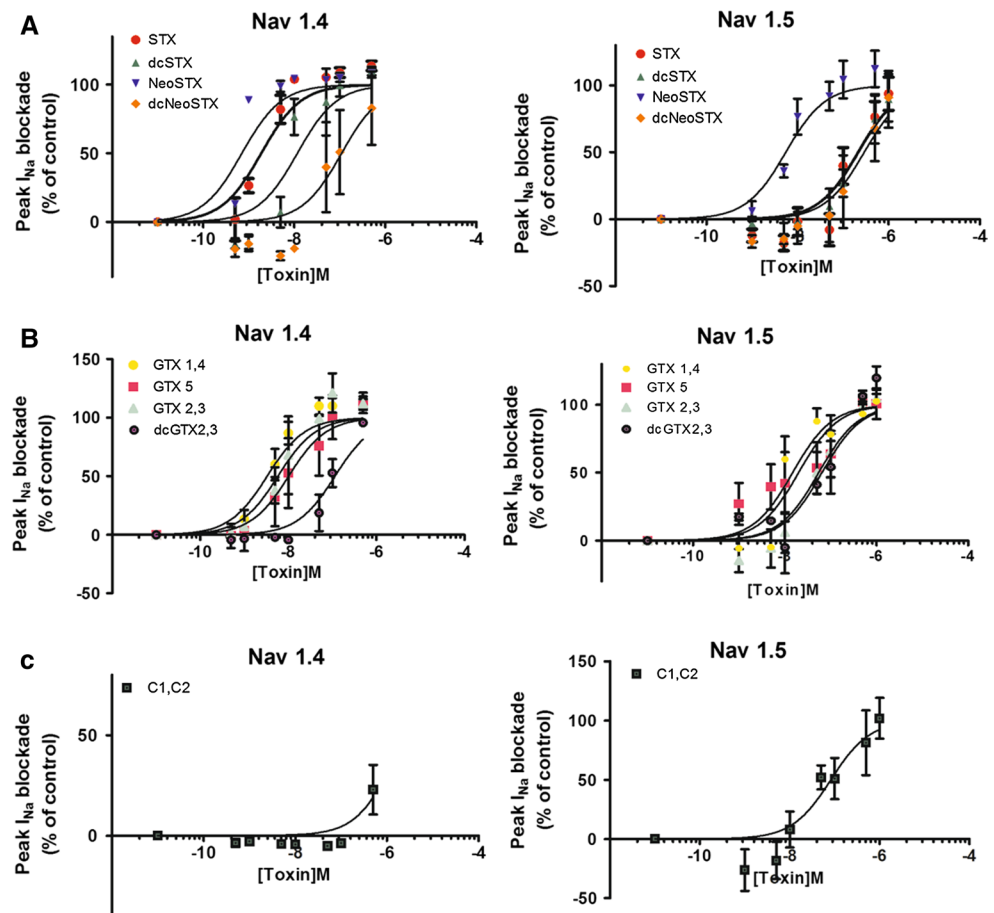 A
Nav 1.4
STX
dcSTX
NeoSTX
dcNeoSTX
Peak INa blockade
(% of control)
100
50
0
-10
-8
-6
-4
[Toxin]M
Nav 1.5
STX
dcSTX
NeoSTX
dcNeoSTX
Peak INa blockade
(% of control)
100
50
0
-50
-10
-8
-6
-4
[Toxin]M
B
Nav 1.4
GTX 1,4
GTX 5
GTX 2,3
dcGTX2,3
Peak INa blockade
(% of control)
150
100
50
0
-50
-10
-8
-6
-4
[Toxin]M
Nav 1.5
GTX 1,4
GTX 5
GTX 2,3
dcGTX2,3
Peak INa blockade
(% of control)
100
50
0
-10
-8
-6
-4
[Toxin]M
c
Nav 1.4
C1,C2
Peak INa blockade
(% of control)
50
0
-10
-8
-6
-4
[Toxin]M
Nav 1.5
C1,C2
Peak INa blockade
(% of control)
150
100
50
0
-50
-10
-8
-6
-4
[Toxin]M